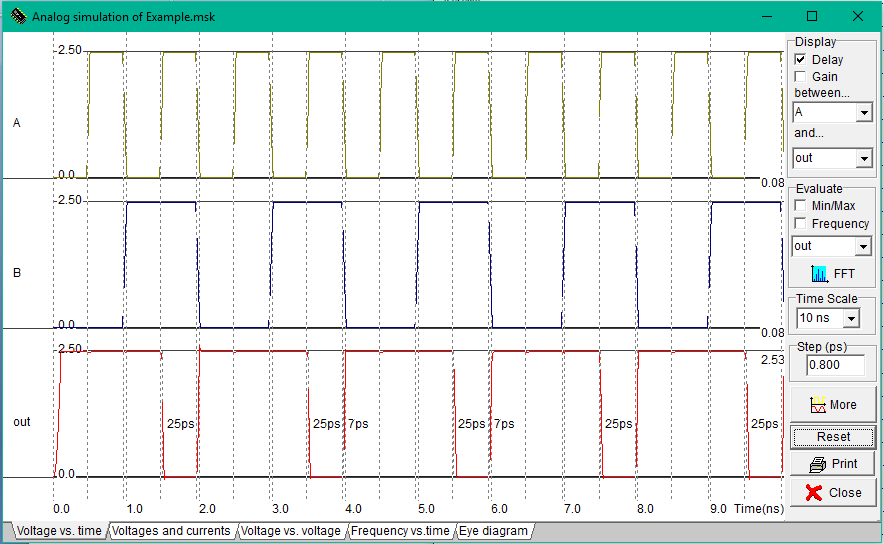 Analog simulation of Example.msk
2.50
A
0.0
0.08
2.50
B
0.0
0.08
2.50
2.53
out
25ps
25ps
7ps
25ps
7ps
25ps
25ps
0.0
0.0
1.0
2.0
3.0
4.0
5.0
6.0
7.0
8.0
9.0
Time(ns)
Display
Delay
Gain
between...
A
and...
out
Evaluate
Min/Max
Frequency
out
FFT
Time Scale
10 ns
Step (ps)
0.800
More
Reset
Print
Close
Voltage vs. time
Voltages and currents
Voltage vs. voltage
Frequency vs.time
Eye diagram